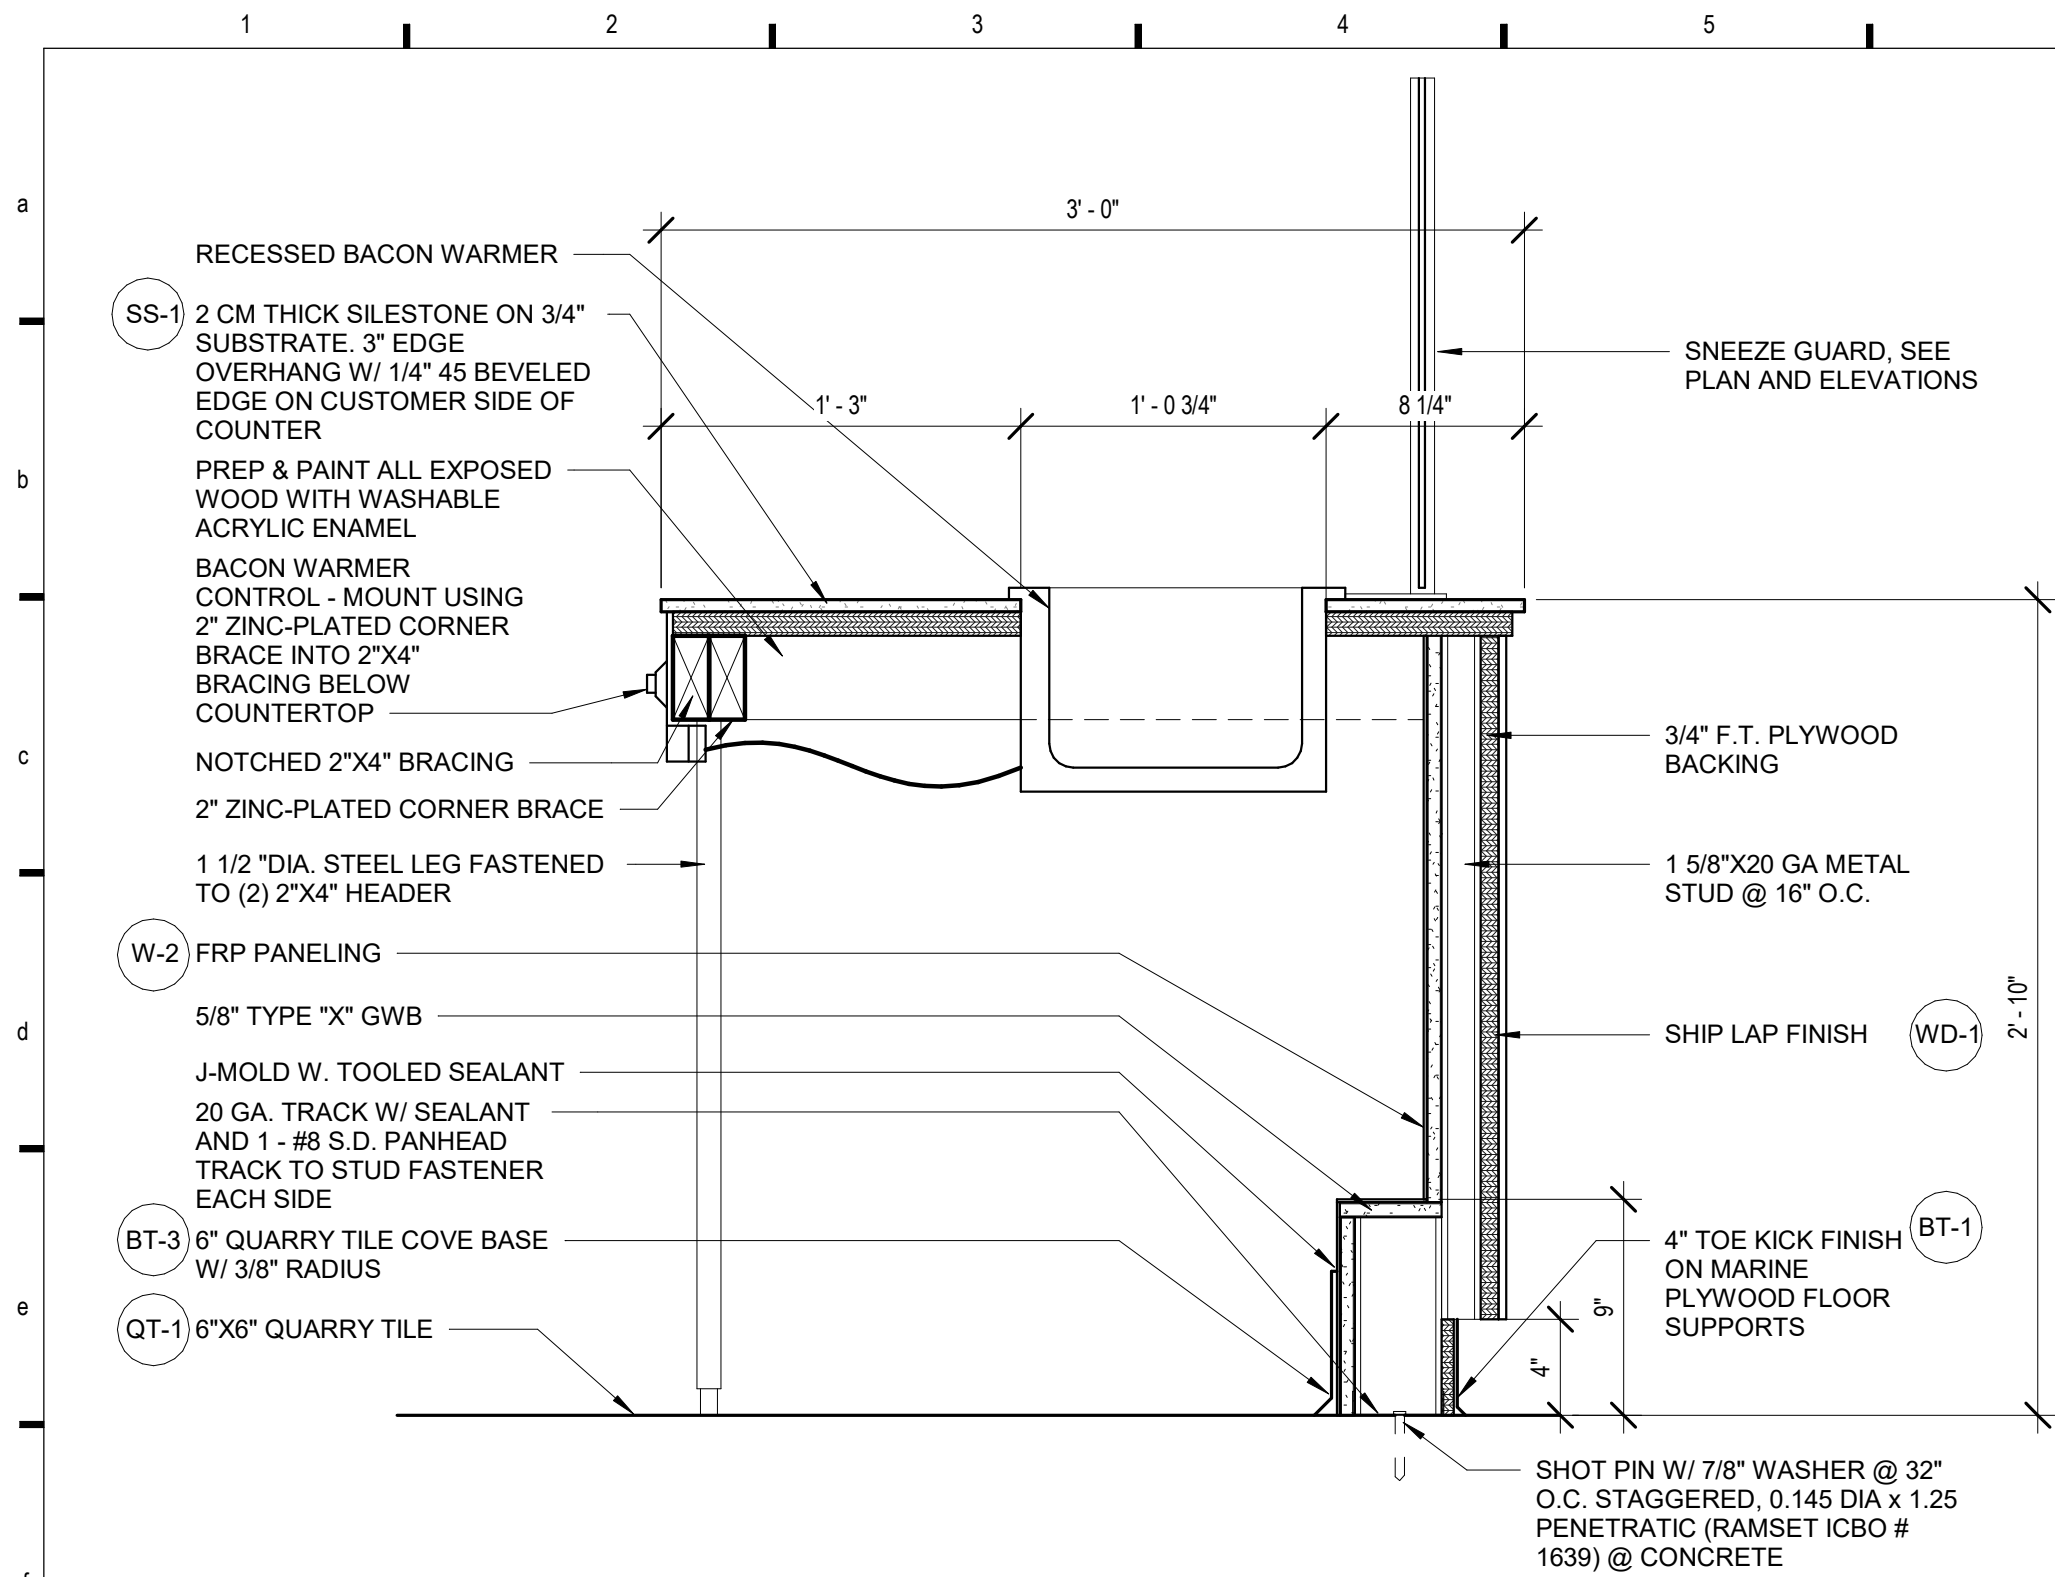 1 2 3 4 5
a
b
c
d
e
3' - 0"
1' - 3" 1' - 0 3/4" 8 1/4"
RECESSED BACON WARMER
SS-1
2 CM THICK SILESTONE ON 3/4"
SUBSTRATE. 3" EDGE
OVERHANG W/ 1/4" 45 BEVELED
EDGE ON CUSTOMER SIDE OF
COUNTER
PREP & PAINT ALL EXPOSED
WOOD WITH WASHABLE
ACRYLIC ENAMEL
BACON WARMER
CONTROL - MOUNT USING
2" ZINC-PLATED CORNER
BRACE INTO 2"X4"
BRACING BELOW
COUNTERTOP
NOTCHED 2"X4" BRACING
2" ZINC-PLATED CORNER BRACE
1 1/2 "DIA. STEEL LEG FASTENED
TO (2) 2"X4" HEADER
W-2
FRP PANELING
5/8" TYPE "X" GWB
J-MOLD W. TOOLED SEALANT
20 GA. TRACK W/ SEALANT
AND 1 - #8 S.D. PANHEAD
TRACK TO STUD FASTENER
EACH SIDE
BT-3
6" QUARRY TILE COVE BASE
W/ 3/8" RADIUS
QT-1
6"X6" QUARRY TILE
SNEEZE GUARD, SEE
PLAN AND ELEVATIONS
3/4" F.T. PLYWOOD
BACKING
1 5/8"X20 GA METAL
STUD @ 16" O.C.
SHIP LAP FINISH
WD-1
2' - 10"
BT-1
4" TOE KICK FINISH
ON MARINE
PLYWOOD FLOOR
SUPPORTS
9"
4"
SHOT PIN W/ 7/8" WASHER @ 32"
O.C. STAGGERED, 0.145 DIA x 1.25
PENETRATIC (RAMSET ICBO #
1639) @ CONCRETE